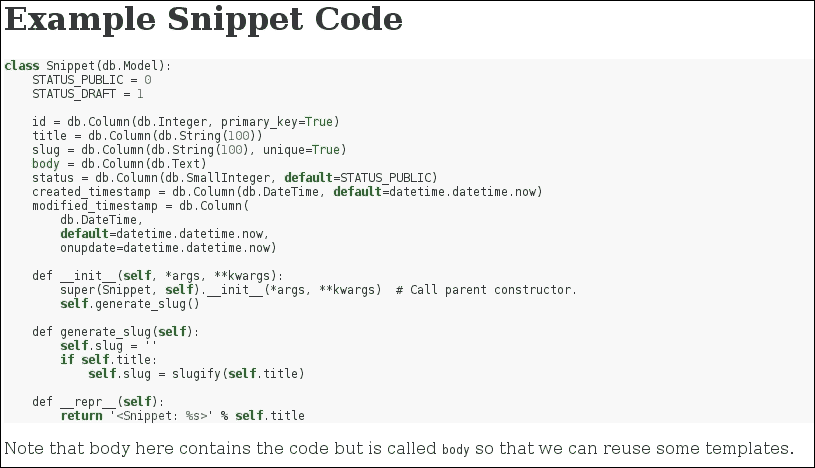 Example Snippet Code
class Snippet(db.Model):
    STATUS_PUBLIC = 0
    STATUS_DRAFT = 1

    id = db.Column(db.Integer, primary_key=True)
    title = db.Column(db.String(100))
    slug = db.Column(db.String(100), unique=True)
    body = db.Column(db.Text)
    status = db.Column(db.SmallInteger, default=STATUS_PUBLIC)
    created_timestamp = db.Column(db.DateTime, default=datetime.datetime.now)
    modified_timestamp = db.Column(
        db.DateTime,
        default=datetime.datetime.now,
        onupdate=datetime.datetime.now)

    def __init__(self, *args, **kwargs):
        super(Snippet, self).__init__(*args, **kwargs)  # Call parent constructor.
        self.generate_slug()

    def generate_slug(self):
        self.slug = ''
        if self.title:
            self.slug = slugify(self.title)

    def __repr__(self):
        return '<Snippet: %s>' % self.title
Note that body here contains the code but is called body so that we can reuse some templates.